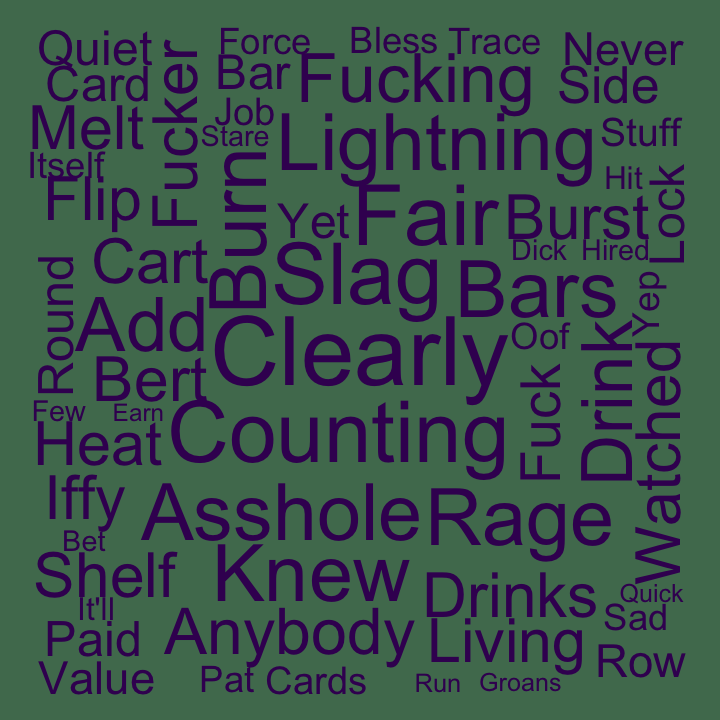 Quiet
Force
Bless
Trace
Never
Card
Bar
Fucking
Side
Fucker
Melt
Job
Stare
Lightning
Stuff
Itself
Flip
Burn
Yet
Fair
Burst
Hit
Lock
Dick
Hired
Cart
Slag
Bars
Yep
Round
Add
Clearly
Oof
Drink
Bert
Few
Earn
Counting
Fuck
Watched
Heat
Iffy
Asshole
Rage
Bet
Shelf
Knew
Drinks
Quick
It'll
Sad
Paid
Anybody
Living
Row
Value
Pat
Cards
Run
Groans